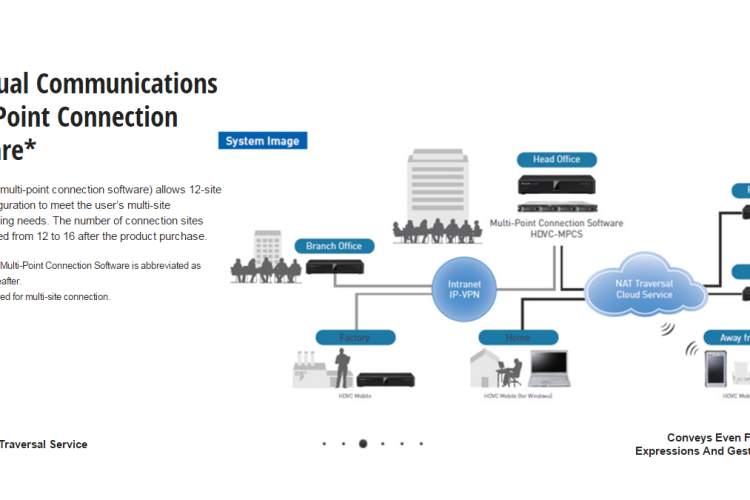 ual Communications
Point Connection
are*
multi-point connection software) allows 12-site
guration to meet the user's multi-site
ing needs. The number of connection sites
ed from 12 to 16 after the product purchase.
Multi-Point Connection Software is abbreviated as
eafter.
red for multi-site connection.
System Image
Head Office
Multi-Point Connection Software
HDVC-MPCS
Branch Office
Intranet
IP-VPN
NAT Traversal
Cloud Service
Factory
Home
Away fr
HDVC Mobile
HDVC Mobile (for Windows)
HDVC Mob
Traversal Service
Conveys Even F
Expressions And Gest